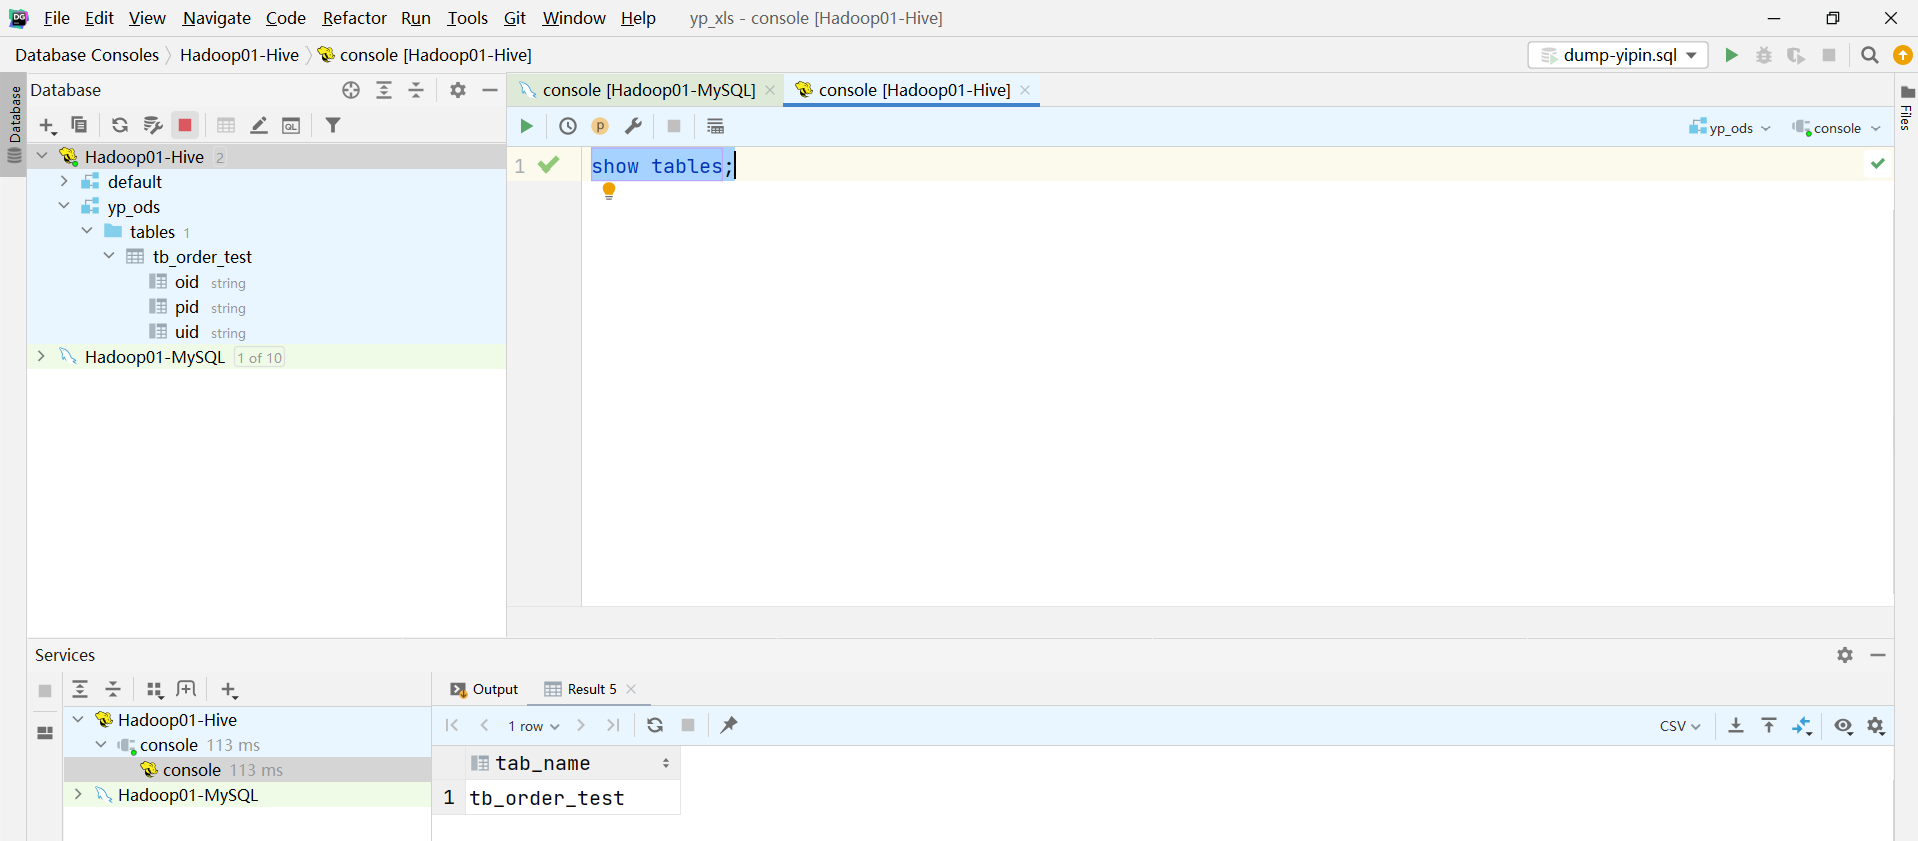 File Edit View Navigate Code Refactor Run Tools Git Window Help yp_xls - console [Hadoop01-Hive]
Database Consoles Hadoop01-Hive console [Hadoop01-Hive] dump-yipin.sql
Database
Database
console [Hadoop01-MySQL] console [Hadoop01-Hive]
Files
yp_ods console
Hadoop01-Hive 2
default
yp_ods
tables 1
tb_order_test
oid string
pid string
uid string
Hadoop01-MySQL 1 of 10
1 show tables;
Services
Hadoop01-Hive
console 113 ms
console 113 ms
Hadoop01-MySQL
Output Result 5
1 row CSV
tab_name
1 tb_order_test